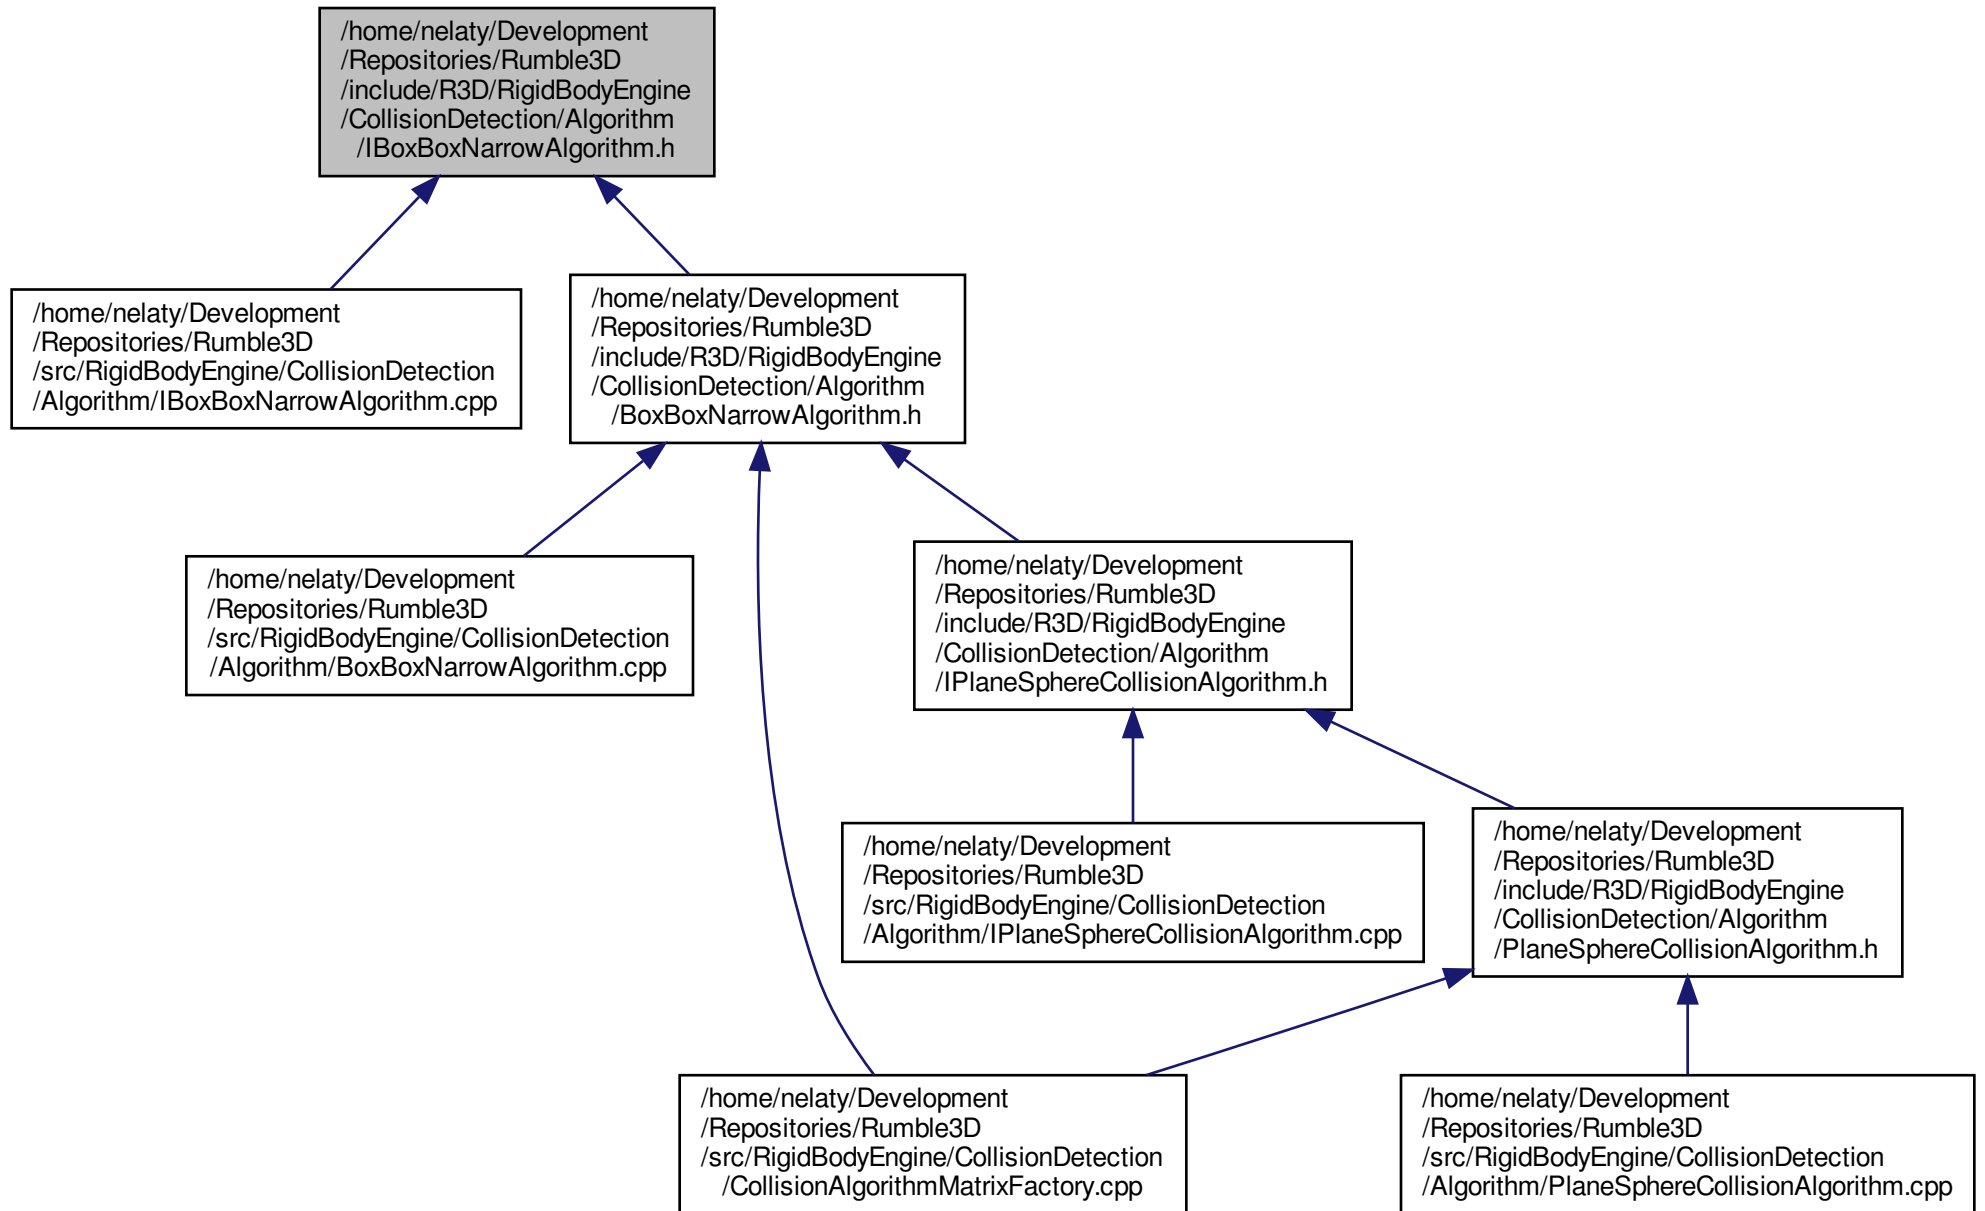 /home/nelaty/Development
/Repositories/Rumble3D
/include/R3D/RigidBodyEngine
/CollisionDetection/Algorithm
/IBoxBoxNarrowAlgorithm.h
/home/nelaty/Development
/Repositories/Rumble3D
/src/RigidBodyEngine/CollisionDetection
/Algorithm/IBoxBoxNarrowAlgorithm.cpp
/home/nelaty/Development
/Repositories/Rumble3D
/include/R3D/RigidBodyEngine
/CollisionDetection/Algorithm
/BoxBoxNarrowAlgorithm.h
/home/nelaty/Development
/Repositories/Rumble3D
/src/RigidBodyEngine/CollisionDetection
/Algorithm/BoxBoxNarrowAlgorithm.cpp
/home/nelaty/Development
/Repositories/Rumble3D
/include/R3D/RigidBodyEngine
/CollisionDetection/Algorithm
/IPlaneSphereCollisionAlgorithm.h
/home/nelaty/Development
/Repositories/Rumble3D
/src/RigidBodyEngine/CollisionDetection
/Algorithm/IPlaneSphereCollisionAlgorithm.cpp
/home/nelaty/Development
/Repositories/Rumble3D
/include/R3D/RigidBodyEngine
/CollisionDetection/Algorithm
/PlaneSphereCollisionAlgorithm.h
/home/nelaty/Development
/Repositories/Rumble3D
/src/RigidBodyEngine/CollisionDetection
/CollisionAlgorithmMatrixFactory.cpp
/home/nelaty/Development
/Repositories/Rumble3D
/src/RigidBodyEngine/CollisionDetection
/Algorithm/PlaneSphereCollisionAlgorithm.cpp